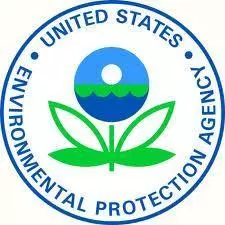 UNITED STATES
ENVIRONMENTAL PROTECTION AGENCY